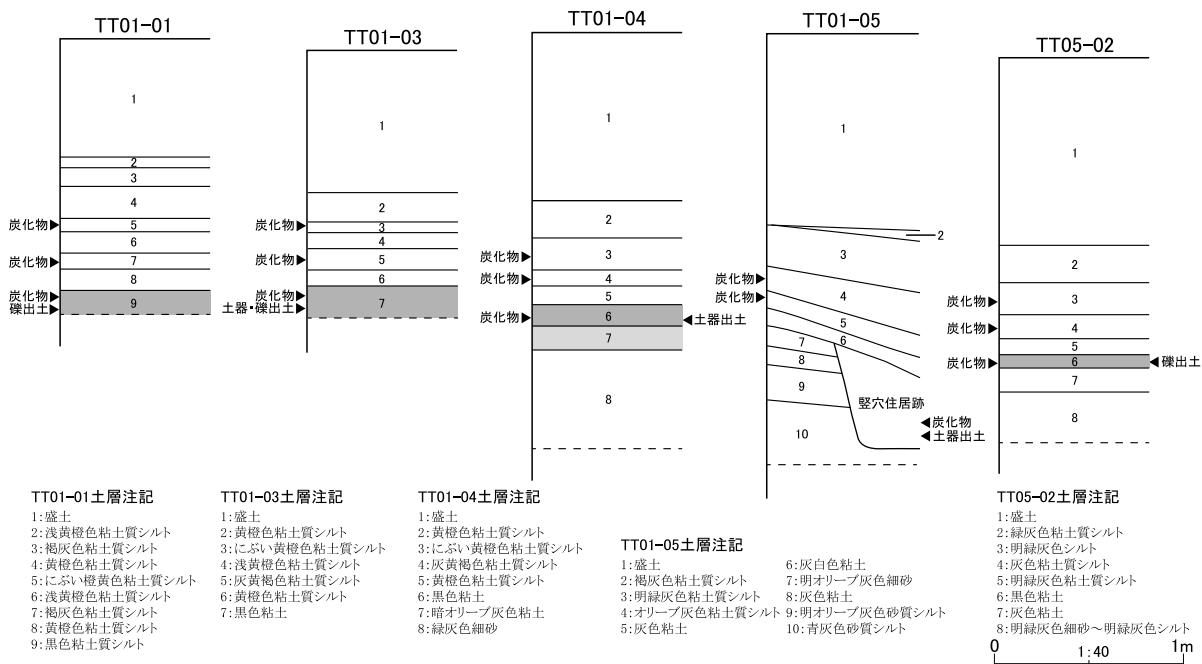 TT01-01
TT01-03
TT01-04
TT01-05
TT05-02
1
2
3
4
炭化物▶
5
6
炭化物▶
7
8
炭化物▶
礫出土▶
9
1
2
炭化物▶
3
4
炭化物▶
5
6
炭化物▶
土器・礫出土▶
7
1
2
炭化物▶
3
炭化物▶
4
5
炭化物▶
6
◀土器出土
7
8
1
2
3
炭化物▶
炭化物▶
4
5
6
7
8
9
10
竪穴住居跡
◀炭化物
◀土器出土
1
2
炭化物▶
3
炭化物▶
4
5
炭化物▶
6
◀礫出土
7
8
TT01-01土層注記
1:盛土
2:浅黄橙色粘土質シルト
3:褐灰色粘土質シルト
4:黄橙色粘土質シルト
5:にぶい橙黄色粘土質シルト
6:浅黄橙色粘土質シルト
7:褐灰色粘土質シルト
8:黄橙色粘土質シルト
9:黒色粘土質シルト
TT01-03土層注記
1:盛土
2:黄橙色粘土質シルト
3:にぶい黄橙色粘土質シルト
4:浅黄橙色粘土質シルト
5:灰黄褐色粘土質シルト
6:黄橙色粘土質シルト
7:黒色粘土
TT01-04土層注記
1:盛土
2:黄橙色粘土質シルト
3:にぶい黄橙色粘土質シルト
4:灰黄褐色粘土質シルト
5:黄橙色粘土質シルト
6:黒色粘土
7:暗オリーブ灰色粘土
8:緑灰色細砂
TT01-05土層注記
1:盛土
2:褐灰色粘土質シルト
3:明緑灰色粘土質シルト
4:オリーブ灰色粘土質シルト
5:灰色粘土
6:灰白色粘土
7:明オリーブ灰色細砂
8:灰色粘土
9:明オリーブ灰色砂質シルト
10:青灰色砂質シルト
TT05-02土層注記
1:盛土
2:緑灰色粘土質シルト
3:明緑灰色シルト
4:灰色粘土質シルト
5:明緑灰色粘土質シルト
6:黒色粘土
7:灰色粘土
8:明緑灰色細砂～明緑灰色シルト
0 1:40 1m